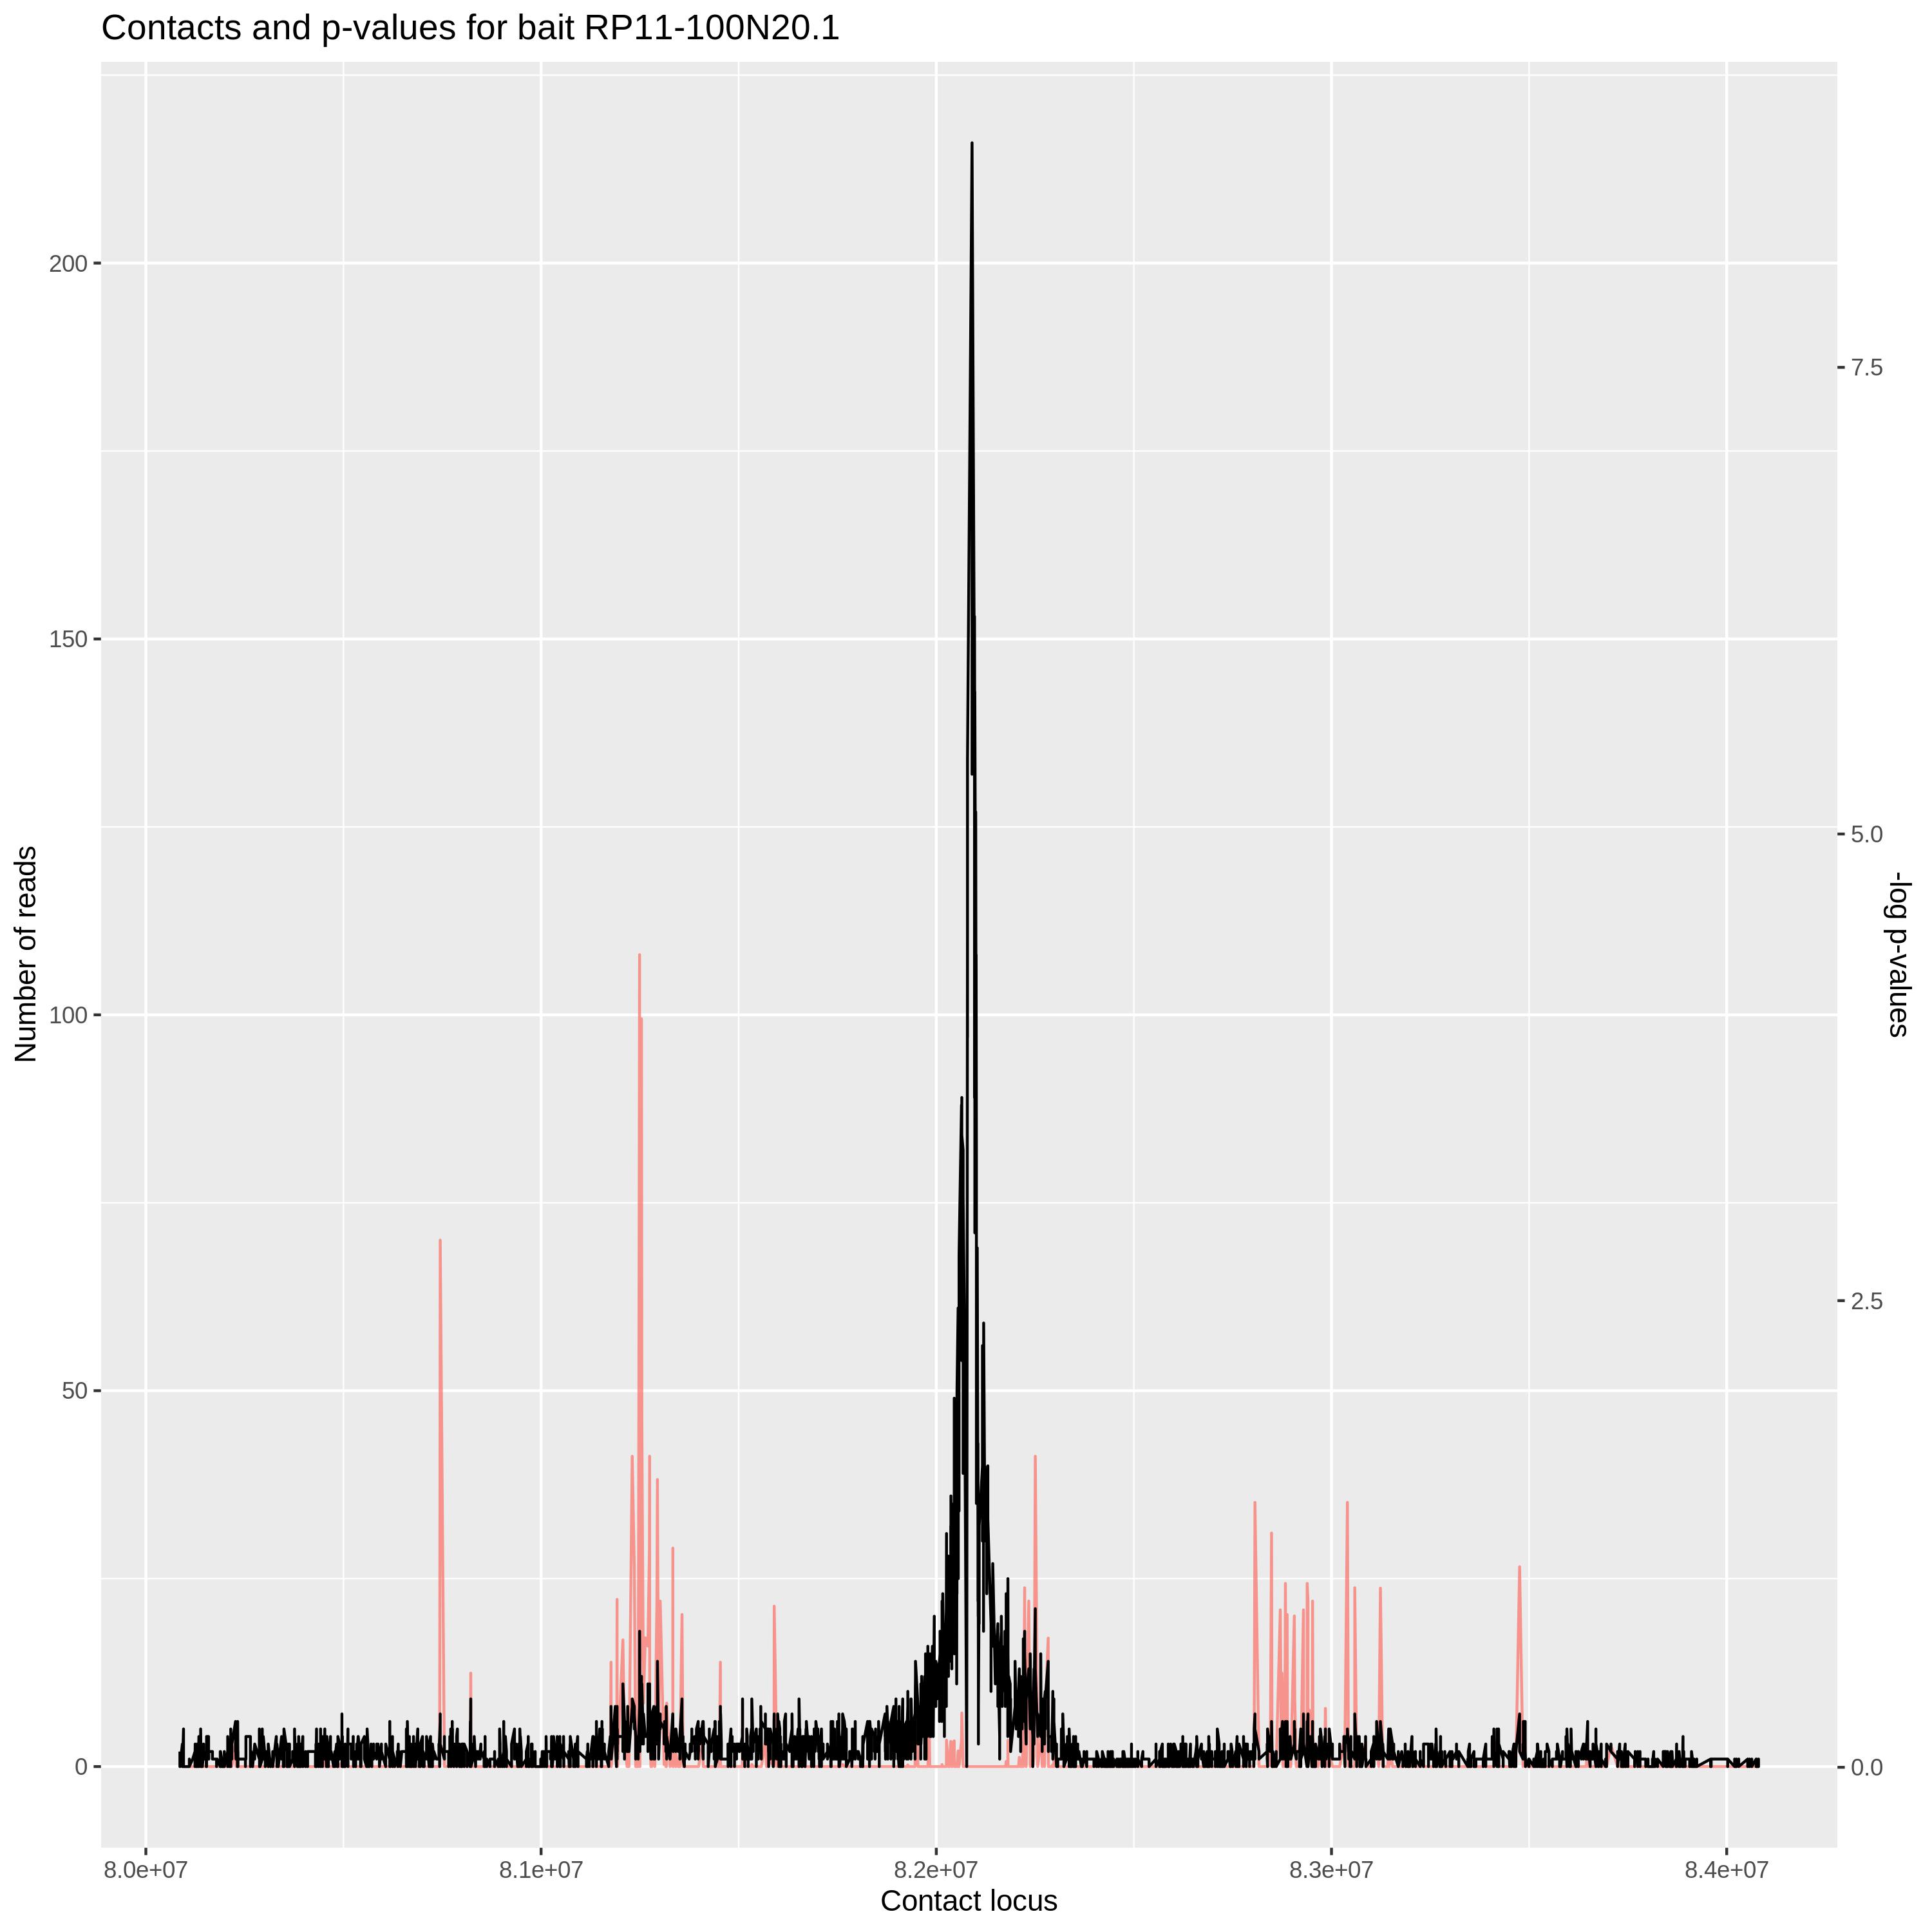 Contacts and p-values for bait RP11-100N20.1
Number of reads
200
150
100
50
0
7.5
5.0
2.5
0.0
-log p-values
8.0e+07 8.1e+07 8.2e+07 8.3e+07 8.4e+07
Contact locus